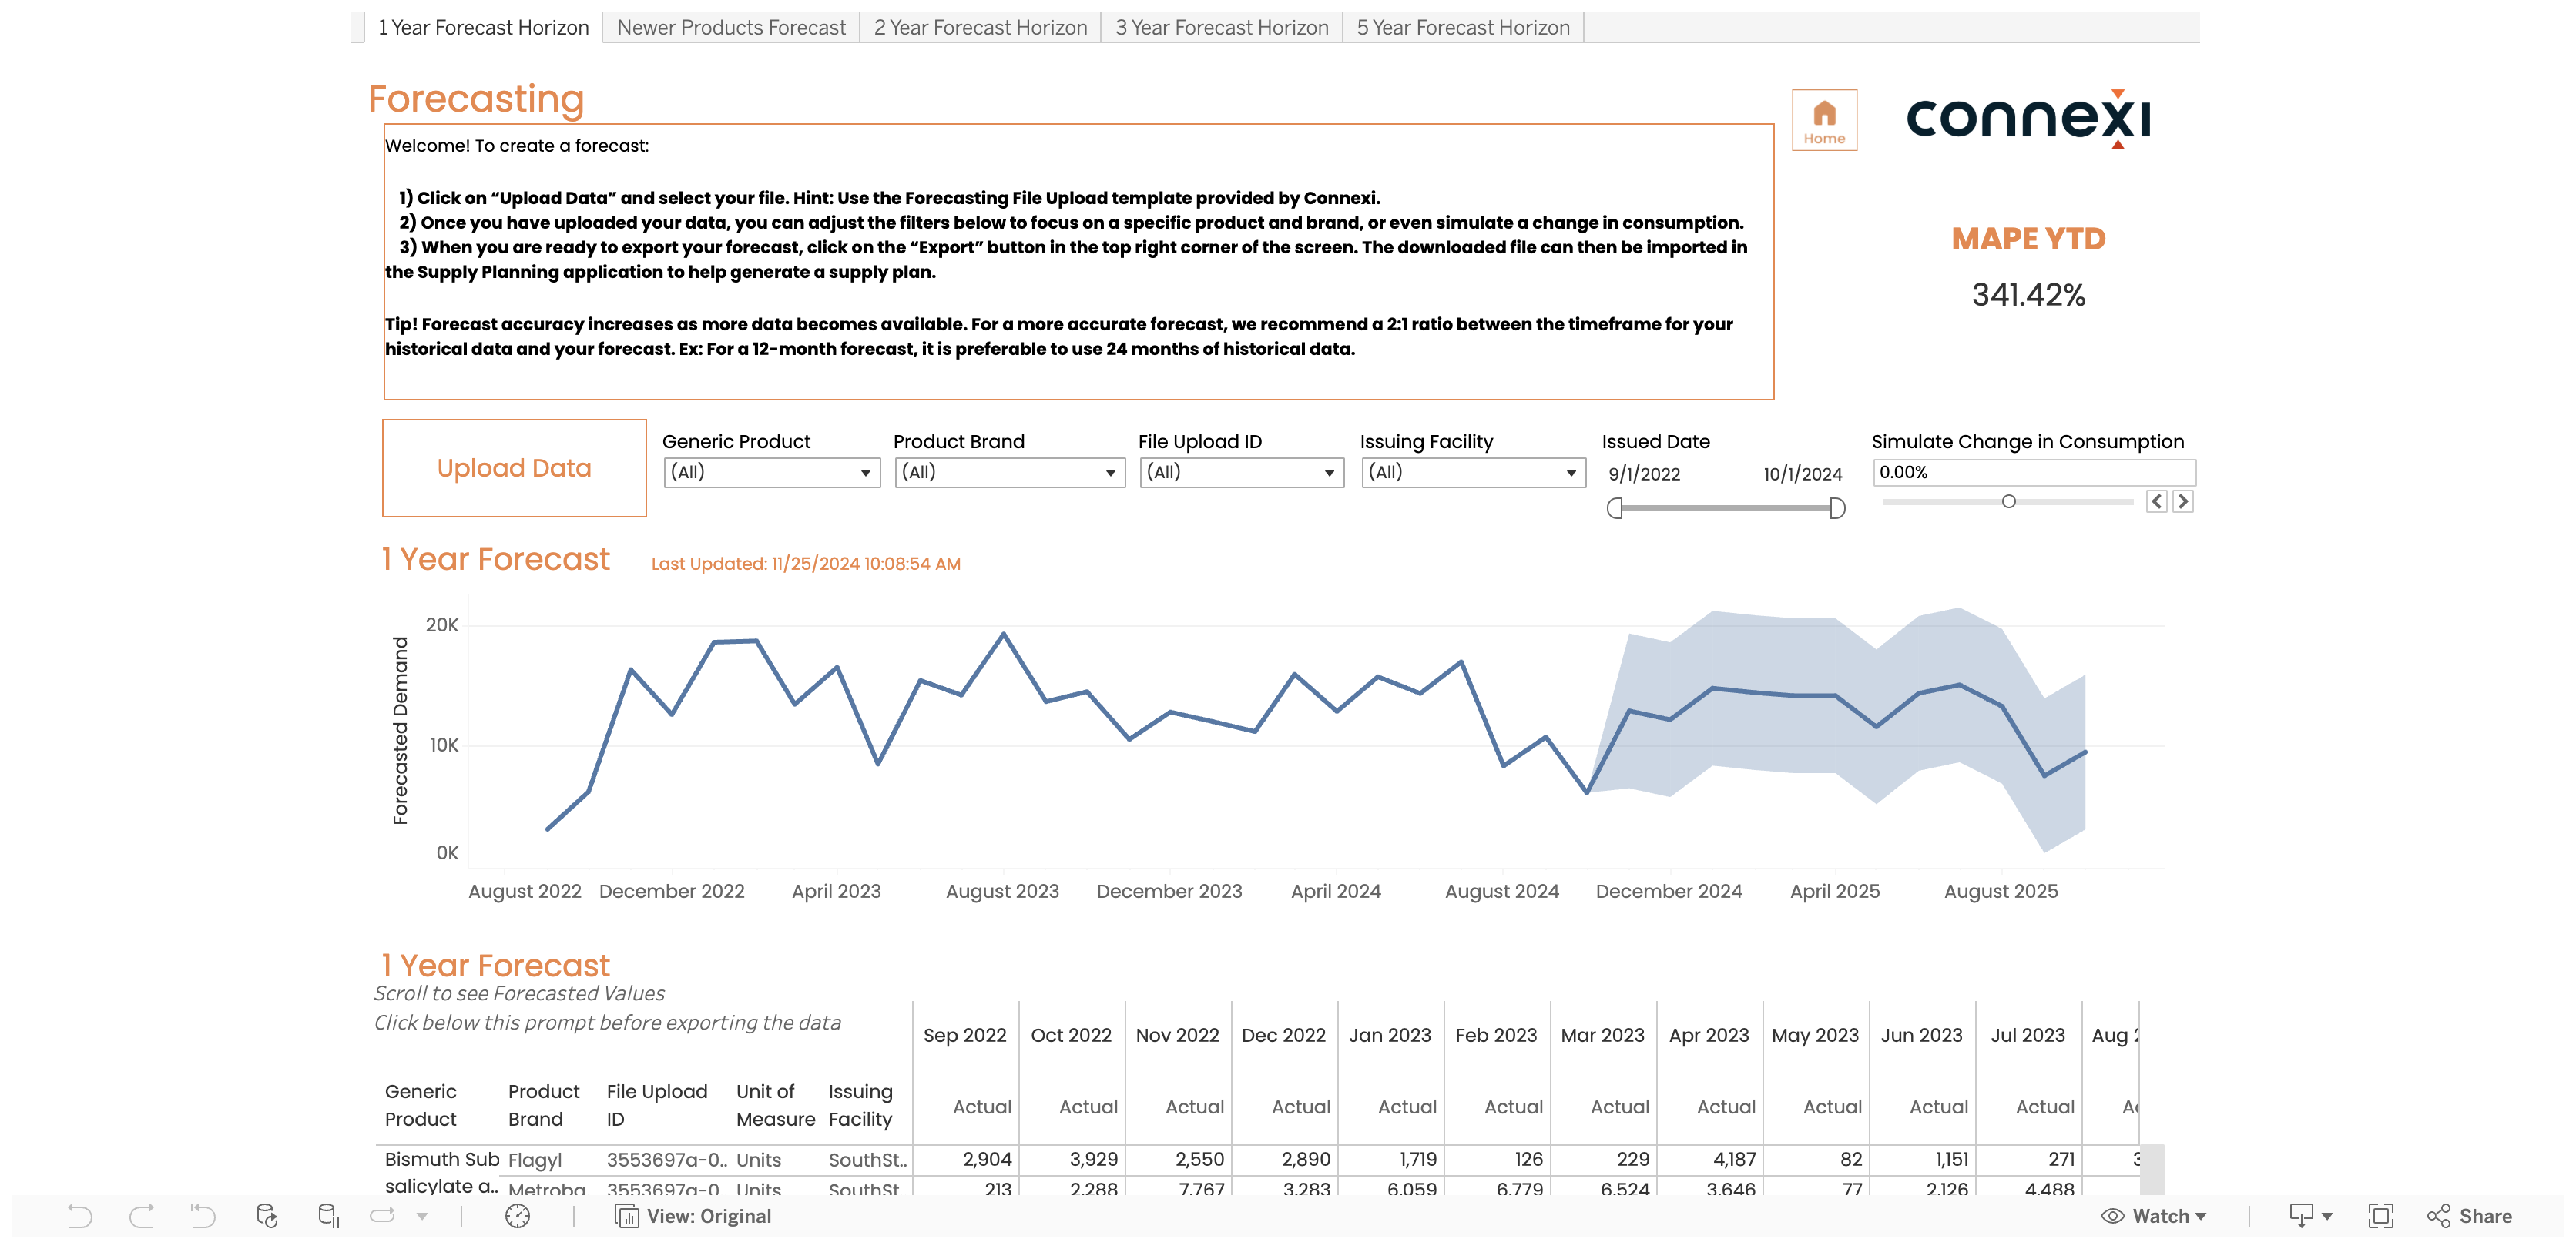 1 Year Forecast Horizon Newer Products Forecast 2 Year Forecast Horizon 3 Year Forecast Horizon 5 Year Forecast Horizon
Forecasting
Home
connexi
Welcome! To create a forecast:
1) Click on “Upload Data” and select your file. Hint: Use the Forecasting File Upload template provided by Connexi.
2) Once you have uploaded your data, you can adjust the filters below to focus on a specific product and brand, or even simulate a change in consumption.
3) When you are ready to export your forecast, click on the “Export” button in the top right corner of the screen. The downloaded file can then be imported in
the Supply Planning application to help generate a supply plan.
Tip! Forecast accuracy increases as more data becomes available. For a more accurate forecast, we recommend a 2:1 ratio between the timeframe for your
historical data and your forecast. Ex: For a 12-month forecast, it is preferable to use 24 months of historical data.
MAPE YTD
341.42%
Upload Data
Generic Product Product Brand File Upload ID Issuing Facility Issued Date Simulate Change in Consumption
(All) (All) (All) (All) 9/1/2022 10/1/2024 0.00%
1 Year Forecast Last Updated: 11/25/2024 10:08:54 AM
Forecasted Demand
20K
10K
0K
August 2022 December 2022 April 2023 August 2023 December 2023 April 2024 August 2024 December 2024 April 2025 August 2025
1 Year Forecast
Scroll to see Forecasted Values
Click below this prompt before exporting the data
Sep 2022 Oct 2022 Nov 2022 Dec 2022 Jan 2023 Feb 2023 Mar 2023 Apr 2023 May 2023 Jun 2023 Jul 2023 Aug
Generic Product Brand File Upload Unit of Issuing
Product Brand ID Measure Facility Actual Actual Actual Actual Actual Actual Actual Actual Actual Actual Actual
Bismuth Sub Flagyl 3553697a-0.. Units SouthSt.. 2,904 3,929 2,550 2,890 1,719 126 229 4,187 82 1,151 271
salicylate a.. Metroba 3553697a-0 Units SouthSt 213 2,288 7,767 3,283 6,059 6,779 6,524 3,646 77 2,126 4,488
View: Original Watch Share